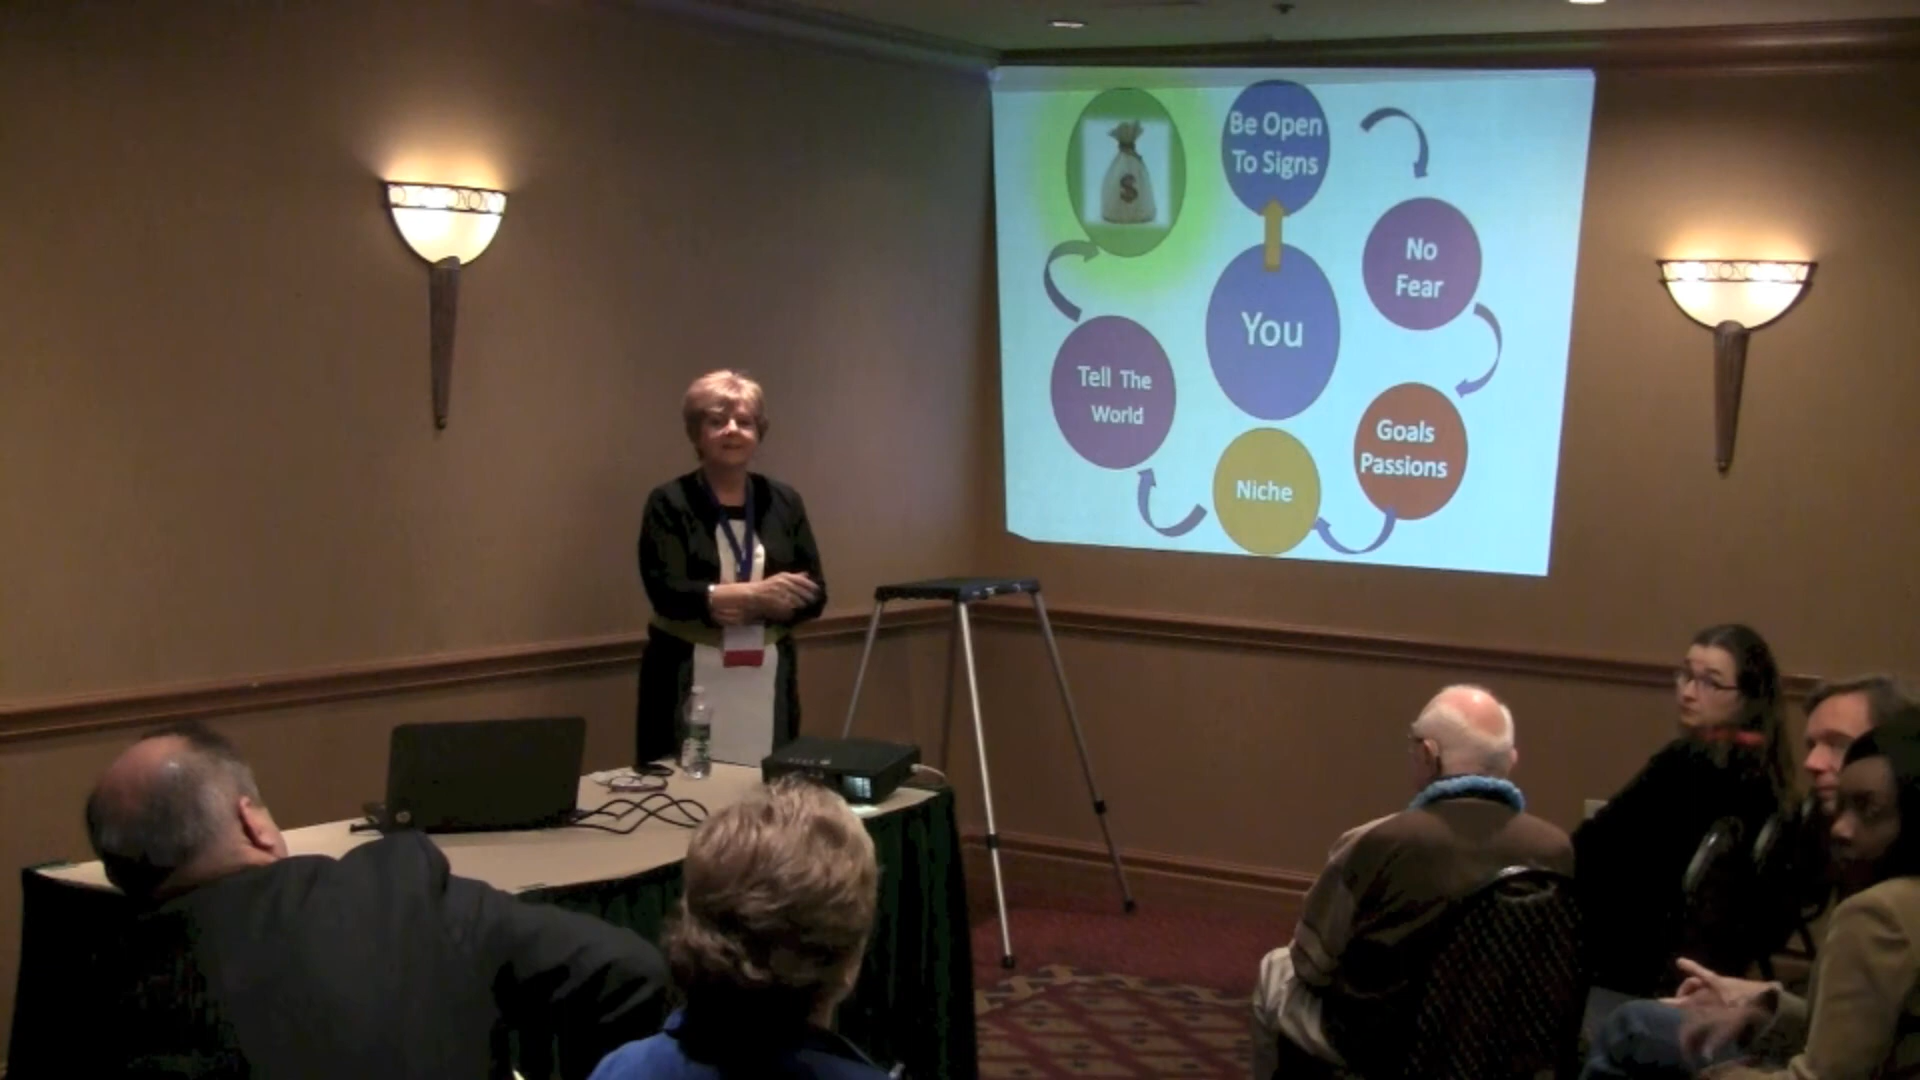 $
Be Open
To Signs
No
Fear
You
Goals
Passions
Niche
Tell The
World